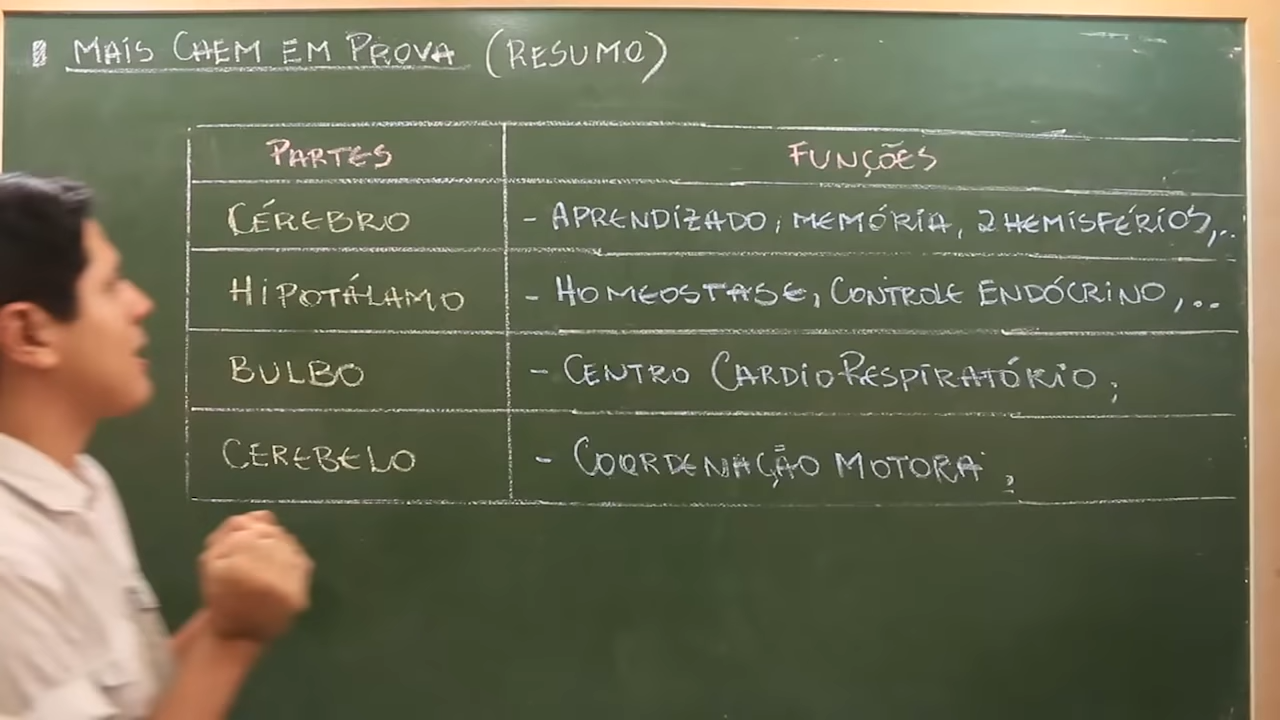 MAIS CAEM EM PROVA (RESUMO)
PARTES FUNÇÕES
CÉREBRO - APRENDIZADO, MEMÓRIA, 2 HEMISFÉRIOS,...
HIPOTÁLAMO - HOMEOSTASE, CONTROLE ENDÓCRINO,...
BULBO - CENTRO CARDIORESPIRATÓRIO;
CEREBELO - COORDENAÇÃO MOTORA;